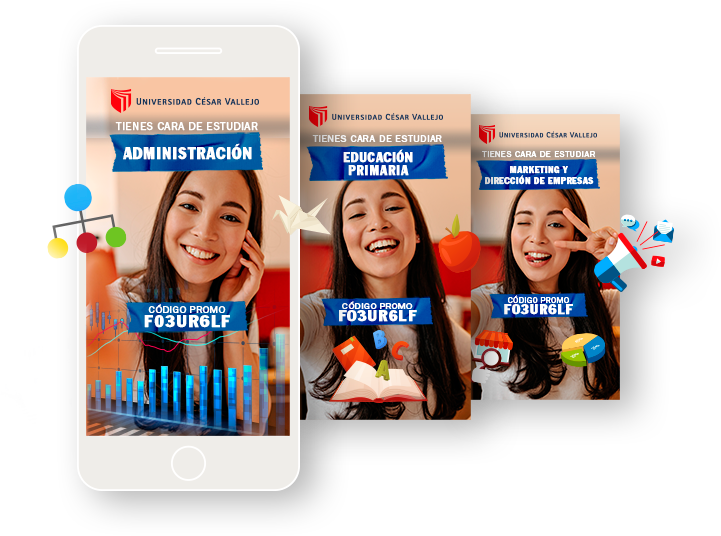 UNIVERSIDAD CÉSAR VALLEJO
TIENES CARA DE ESTUDIAR
ADMINISTRACIÓN
CÓDIGO PROMO
F03UR6LF
UNIVERSIDAD CÉSAR VALLEJO
TIENES CARA DE ESTUDIAR
EDUCACIÓN
PRIMARIA
CÓDIGO PROMO
F03UR6LF
B
C
A
UNIVERSIDAD CÉSAR VALLEJO
TIENES CARA DE ESTUDIAR
MARKETING Y
DIRECCIÓN DE EMPRESAS
CÓDIGO PROMO
F03UR6LF